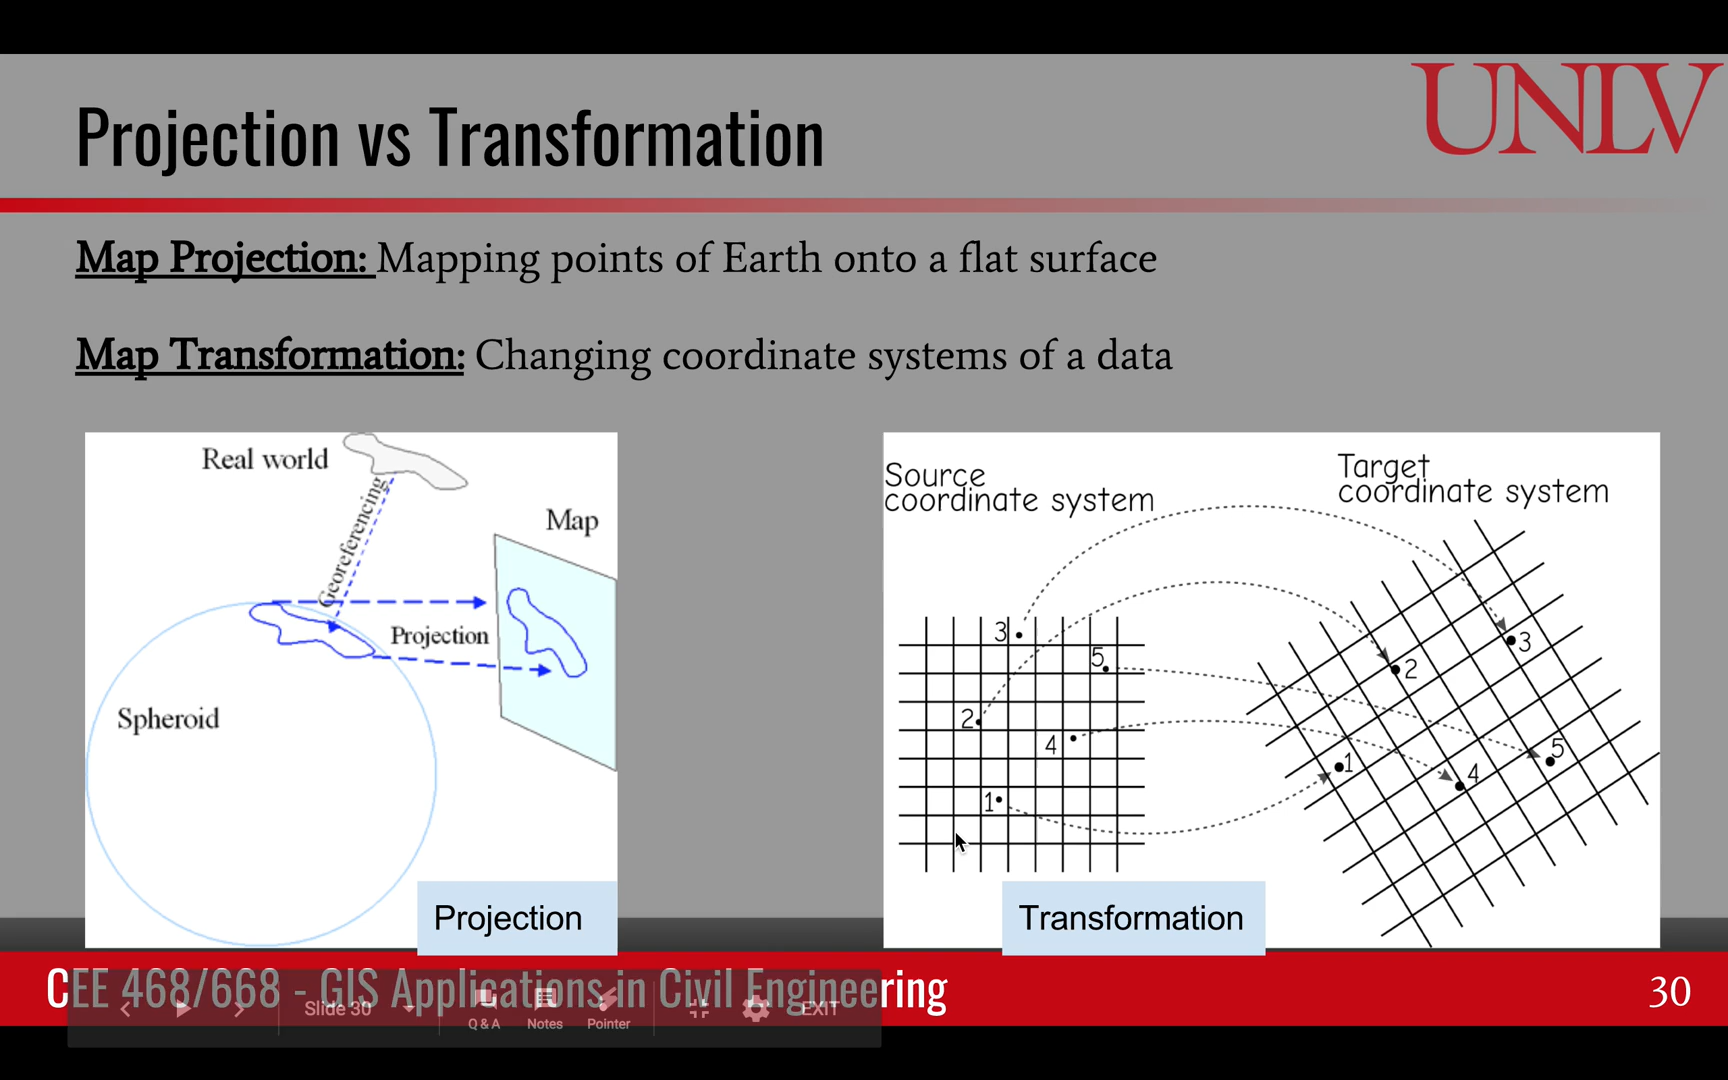 UNLV
Projection vs Transformation
Map Projection: Mapping points of Earth onto a flat surface
Map Transformation: Changing coordinate systems of a data
Real world
Georeferencing
Map
Projection
Spheroid
Projection
Source
coordinate system
Target
coordinate system
3
5
2
4
1
3
2
1
4
5
Transformation
CEE 468/668 - GIS Applications in Civil Engineering
30
Slide 30
Q & A
Notes
Pointer
EXIT